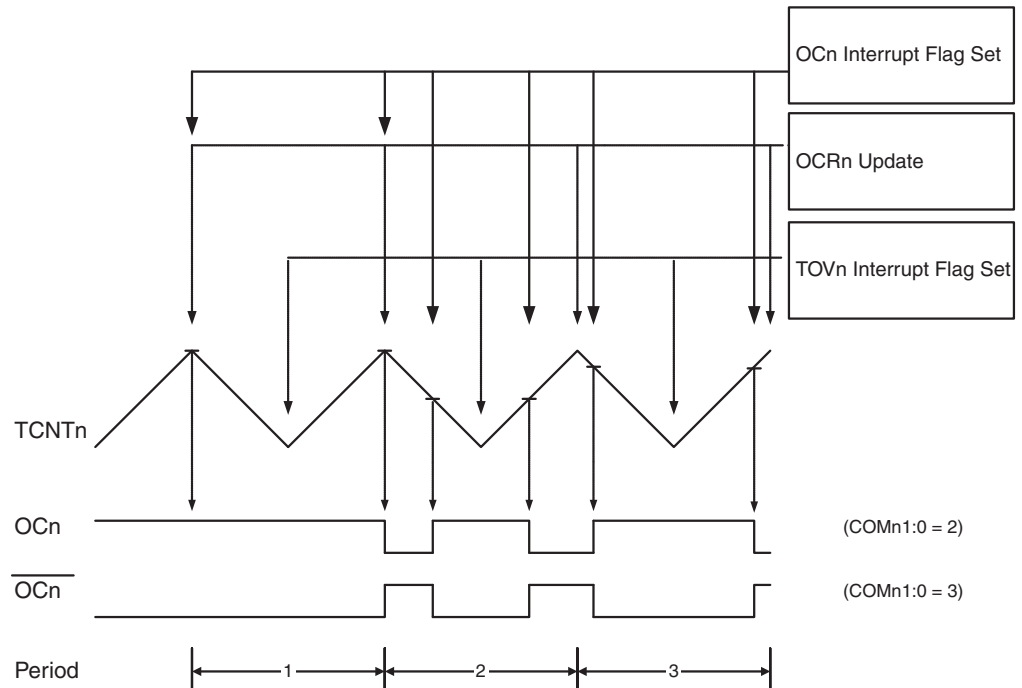 OCn Interrupt Flag Set
OCRn Update
TOVn Interrupt Flag Set
TCNTn
OCn (COMn1:0 = 2)
OCn (COMn1:0 = 3)
Period 1 2 3